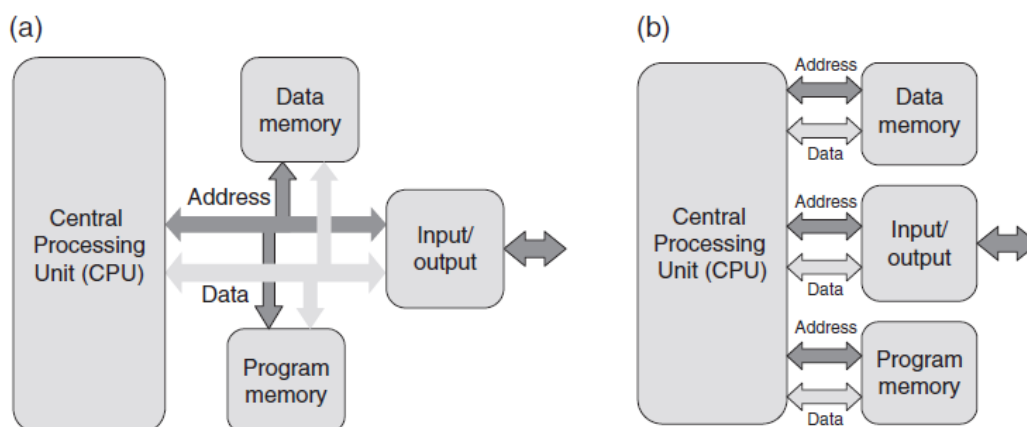 (a)
Central
Processing
Unit (CPU)
Data
memory
Address
Data
Input/
output
Program
memory
(b)
Central
Processing
Unit (CPU)
Address
Data
Data
memory
Address
Data
Input/
output
Address
Data
Program
memory